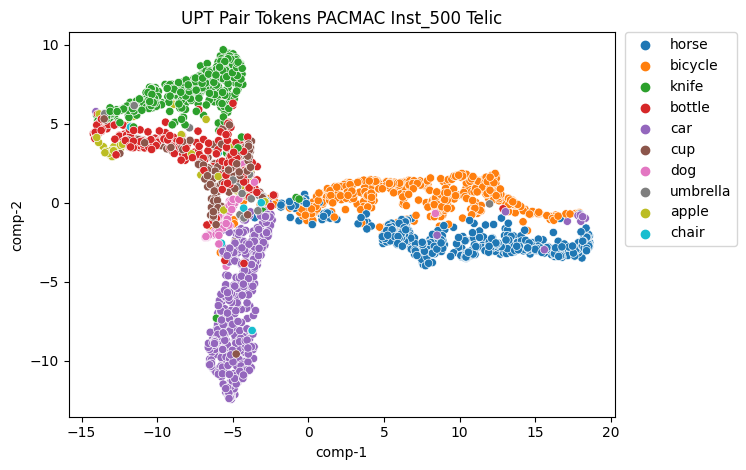 UPT Pair Tokens PACMAC Inst_500 Telic
comp-2
10
5
0
−5
−10
−15
−10
−5
0
5
10
15
20
comp-1
horse
bicycle
knife
bottle
car
cup
dog
umbrella
apple
chair